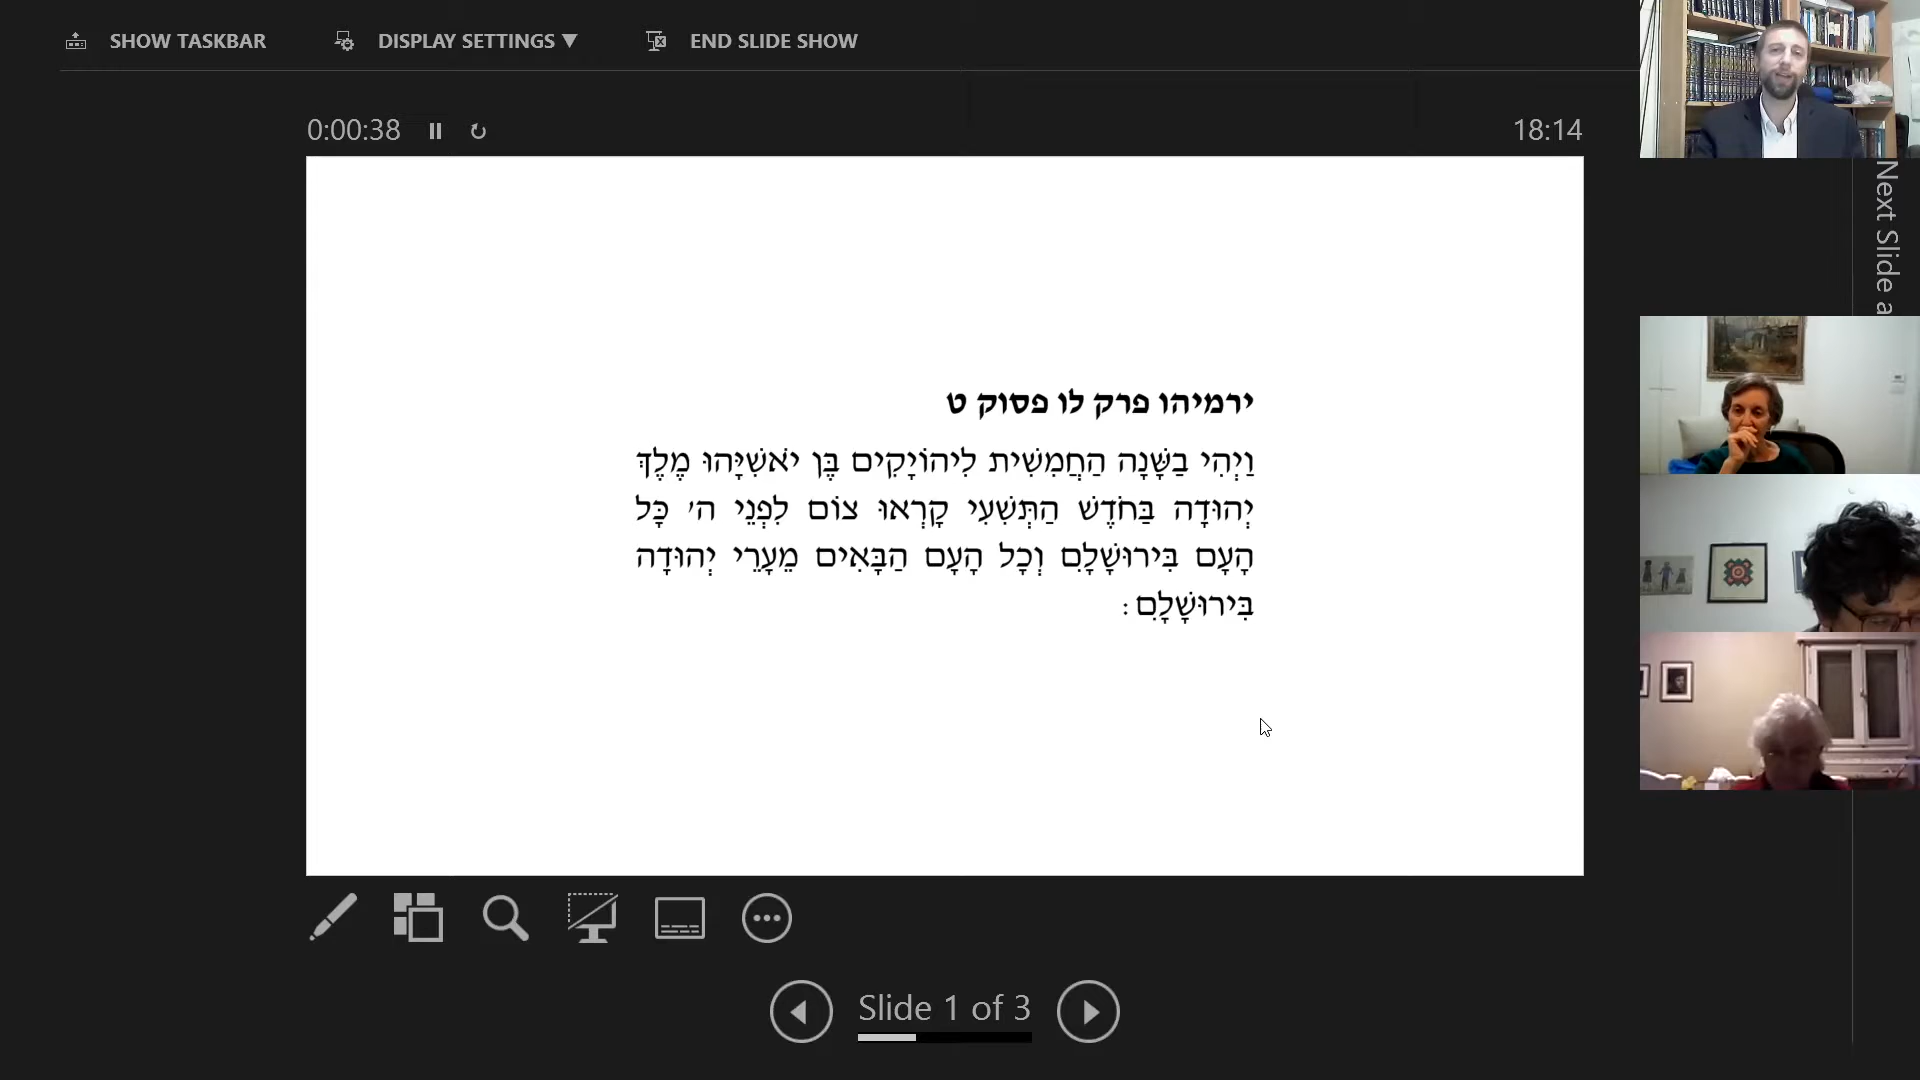 SHOW TASKBAR
DISPLAY SETTINGS ▼
END SLIDE SHOW
0:00:38
18:14
Next Slide a
ירמיהו פרק לו פסוק ט
וַיְהִי בַשָּׁנָה הַחֲמִשִׁית לִיהוֹיָקִים בֶּן יֹאשִׁיָּהוּ מֶלֶךְ
יְהוּדָה בַּחֹדֶשׁ הַתְּשִׁעִי קָרְאוּ צוֹם לִפְנֵי ה' כָּל
הָעָם בִּירוּשָׁלִָם וְכָל הָעָם הַבָּאִים מֵעָרֵי יְהוּדָה
בִּירוּשָׁלִָם:
Slide 1 of 3